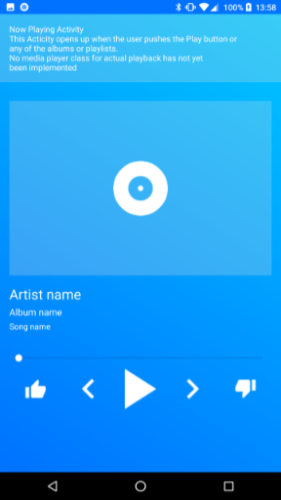 100% 13:58
Now Playing Activity
This Acticity opens up when the user pushes the Play button or
any of the albums or playlists.
No media player class for actual playback has not yet
been implemented
Artist name
Album name
Song name